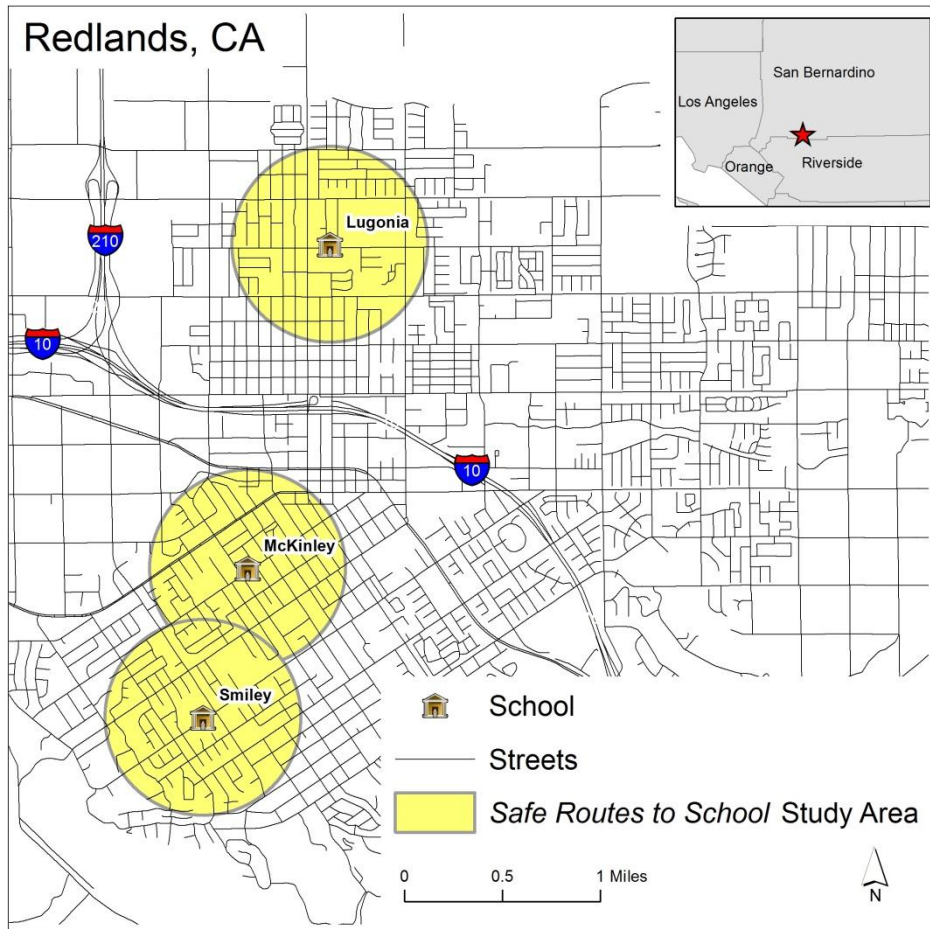 Redlands, CA
San Bernardino
Los Angeles
Orange
Riverside
Lugonia
210
10
10
McKinley
Smiley
School
Streets
Safe Routes to School Study Area
0 0.5 1 Miles
N